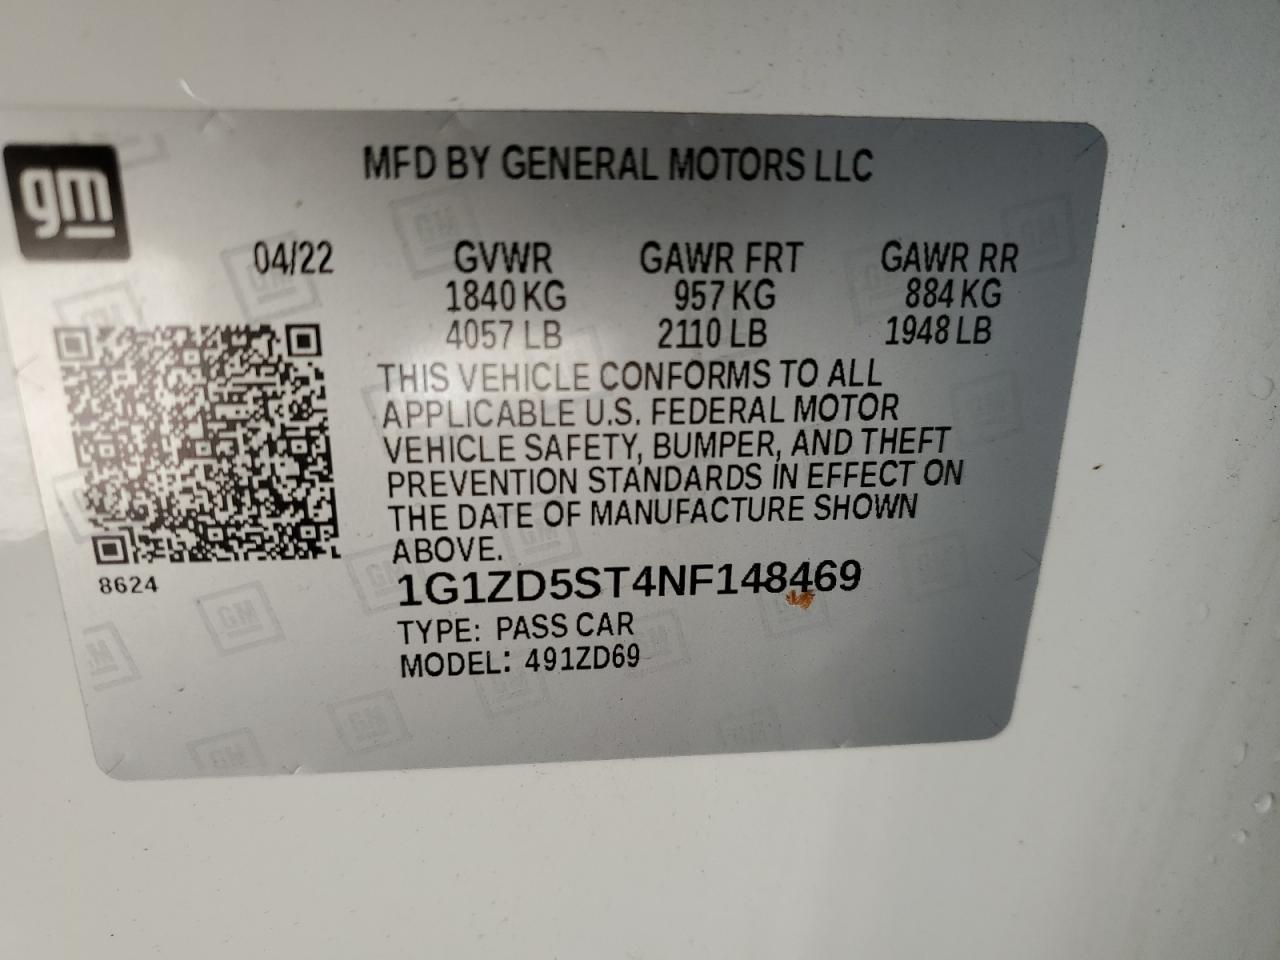 gm
MFD BY GENERAL MOTORS LLC
04/22 GVWR GAWR FRT GAWR RR
1840 KG 957 KG 884 KG
4057 LB 2110 LB 1948 LB
THIS VEHICLE CONFORMS TO ALL
APPLICABLE U.S. FEDERAL MOTOR
VEHICLE SAFETY, BUMPER, AND THEFT
PREVENTION STANDARDS IN EFFECT ON
THE DATE OF MANUFACTURE SHOWN
ABOVE.
8624
1G1ZD5ST4NF148469
TYPE: PASS CAR
MODEL: 491ZD69